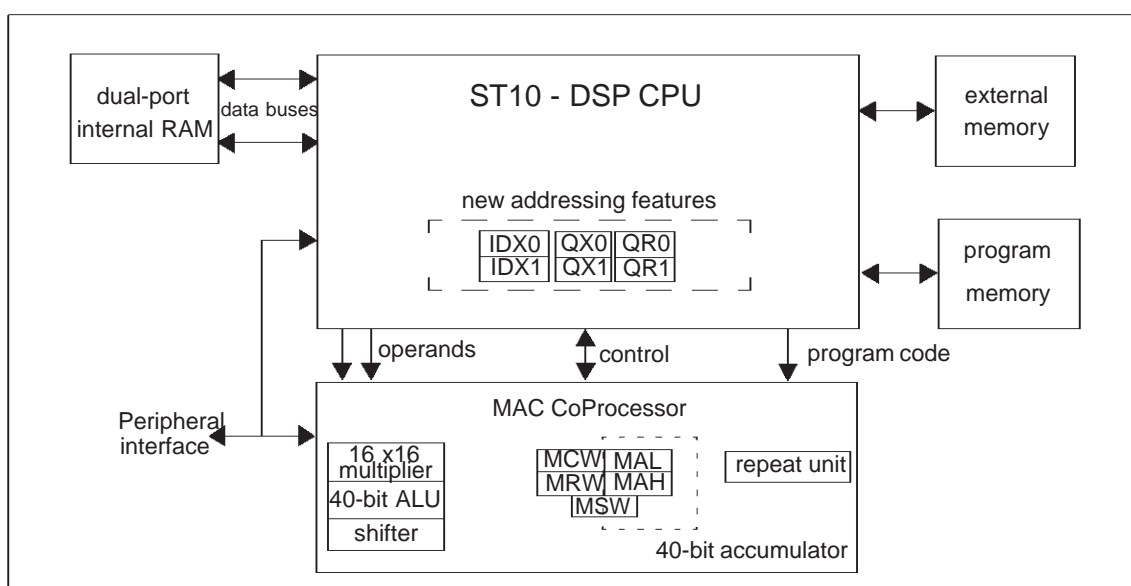 dual-port
internal RAM
data buses
ST10 - DSP CPU
external
memory
new addressing features
IDX0 QX0 QR0
IDX1 QX1 QR1
program
memory
operands
control
program code
MAC CoProcessor
Peripheral
interface
16 x16
multiplier
40-bit ALU
shifter
MCW MAL
MRW MAH
MSW
repeat unit
40-bit accumulator